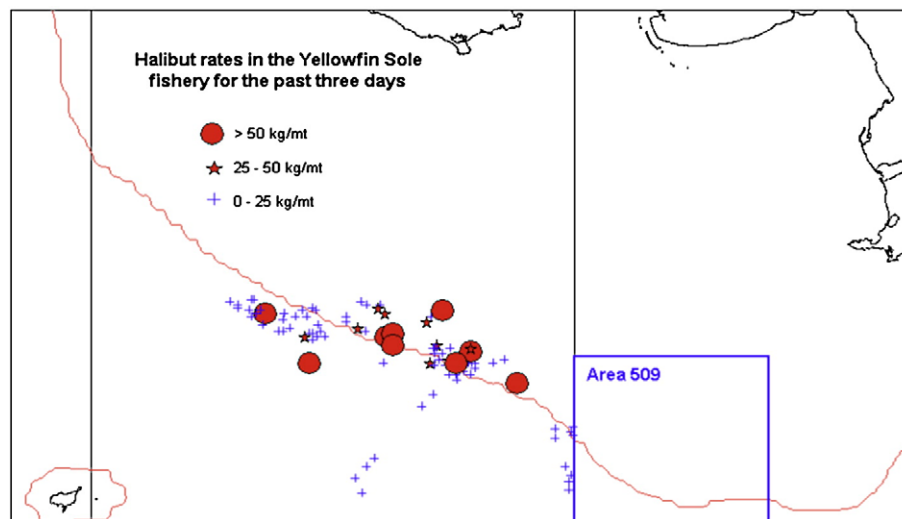 Halibut rates in the Yellowfin Sole
fishery for the past three days
> 50 kg/mt
25 - 50 kg/mt
0 - 25 kg/mt
Area 509